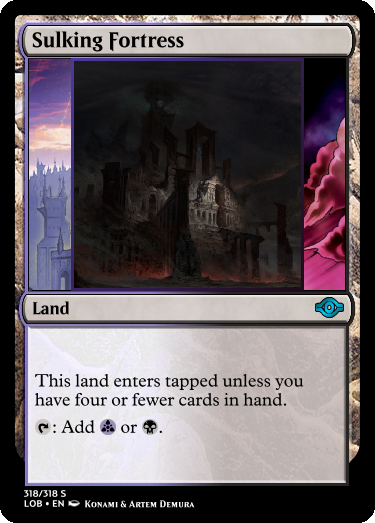 Sulking Fortress
Land
This land enters tapped unless you
have four or fewer cards in hand.
: Add or .
318/318 S
LOB • EN Konami & Artem Demura